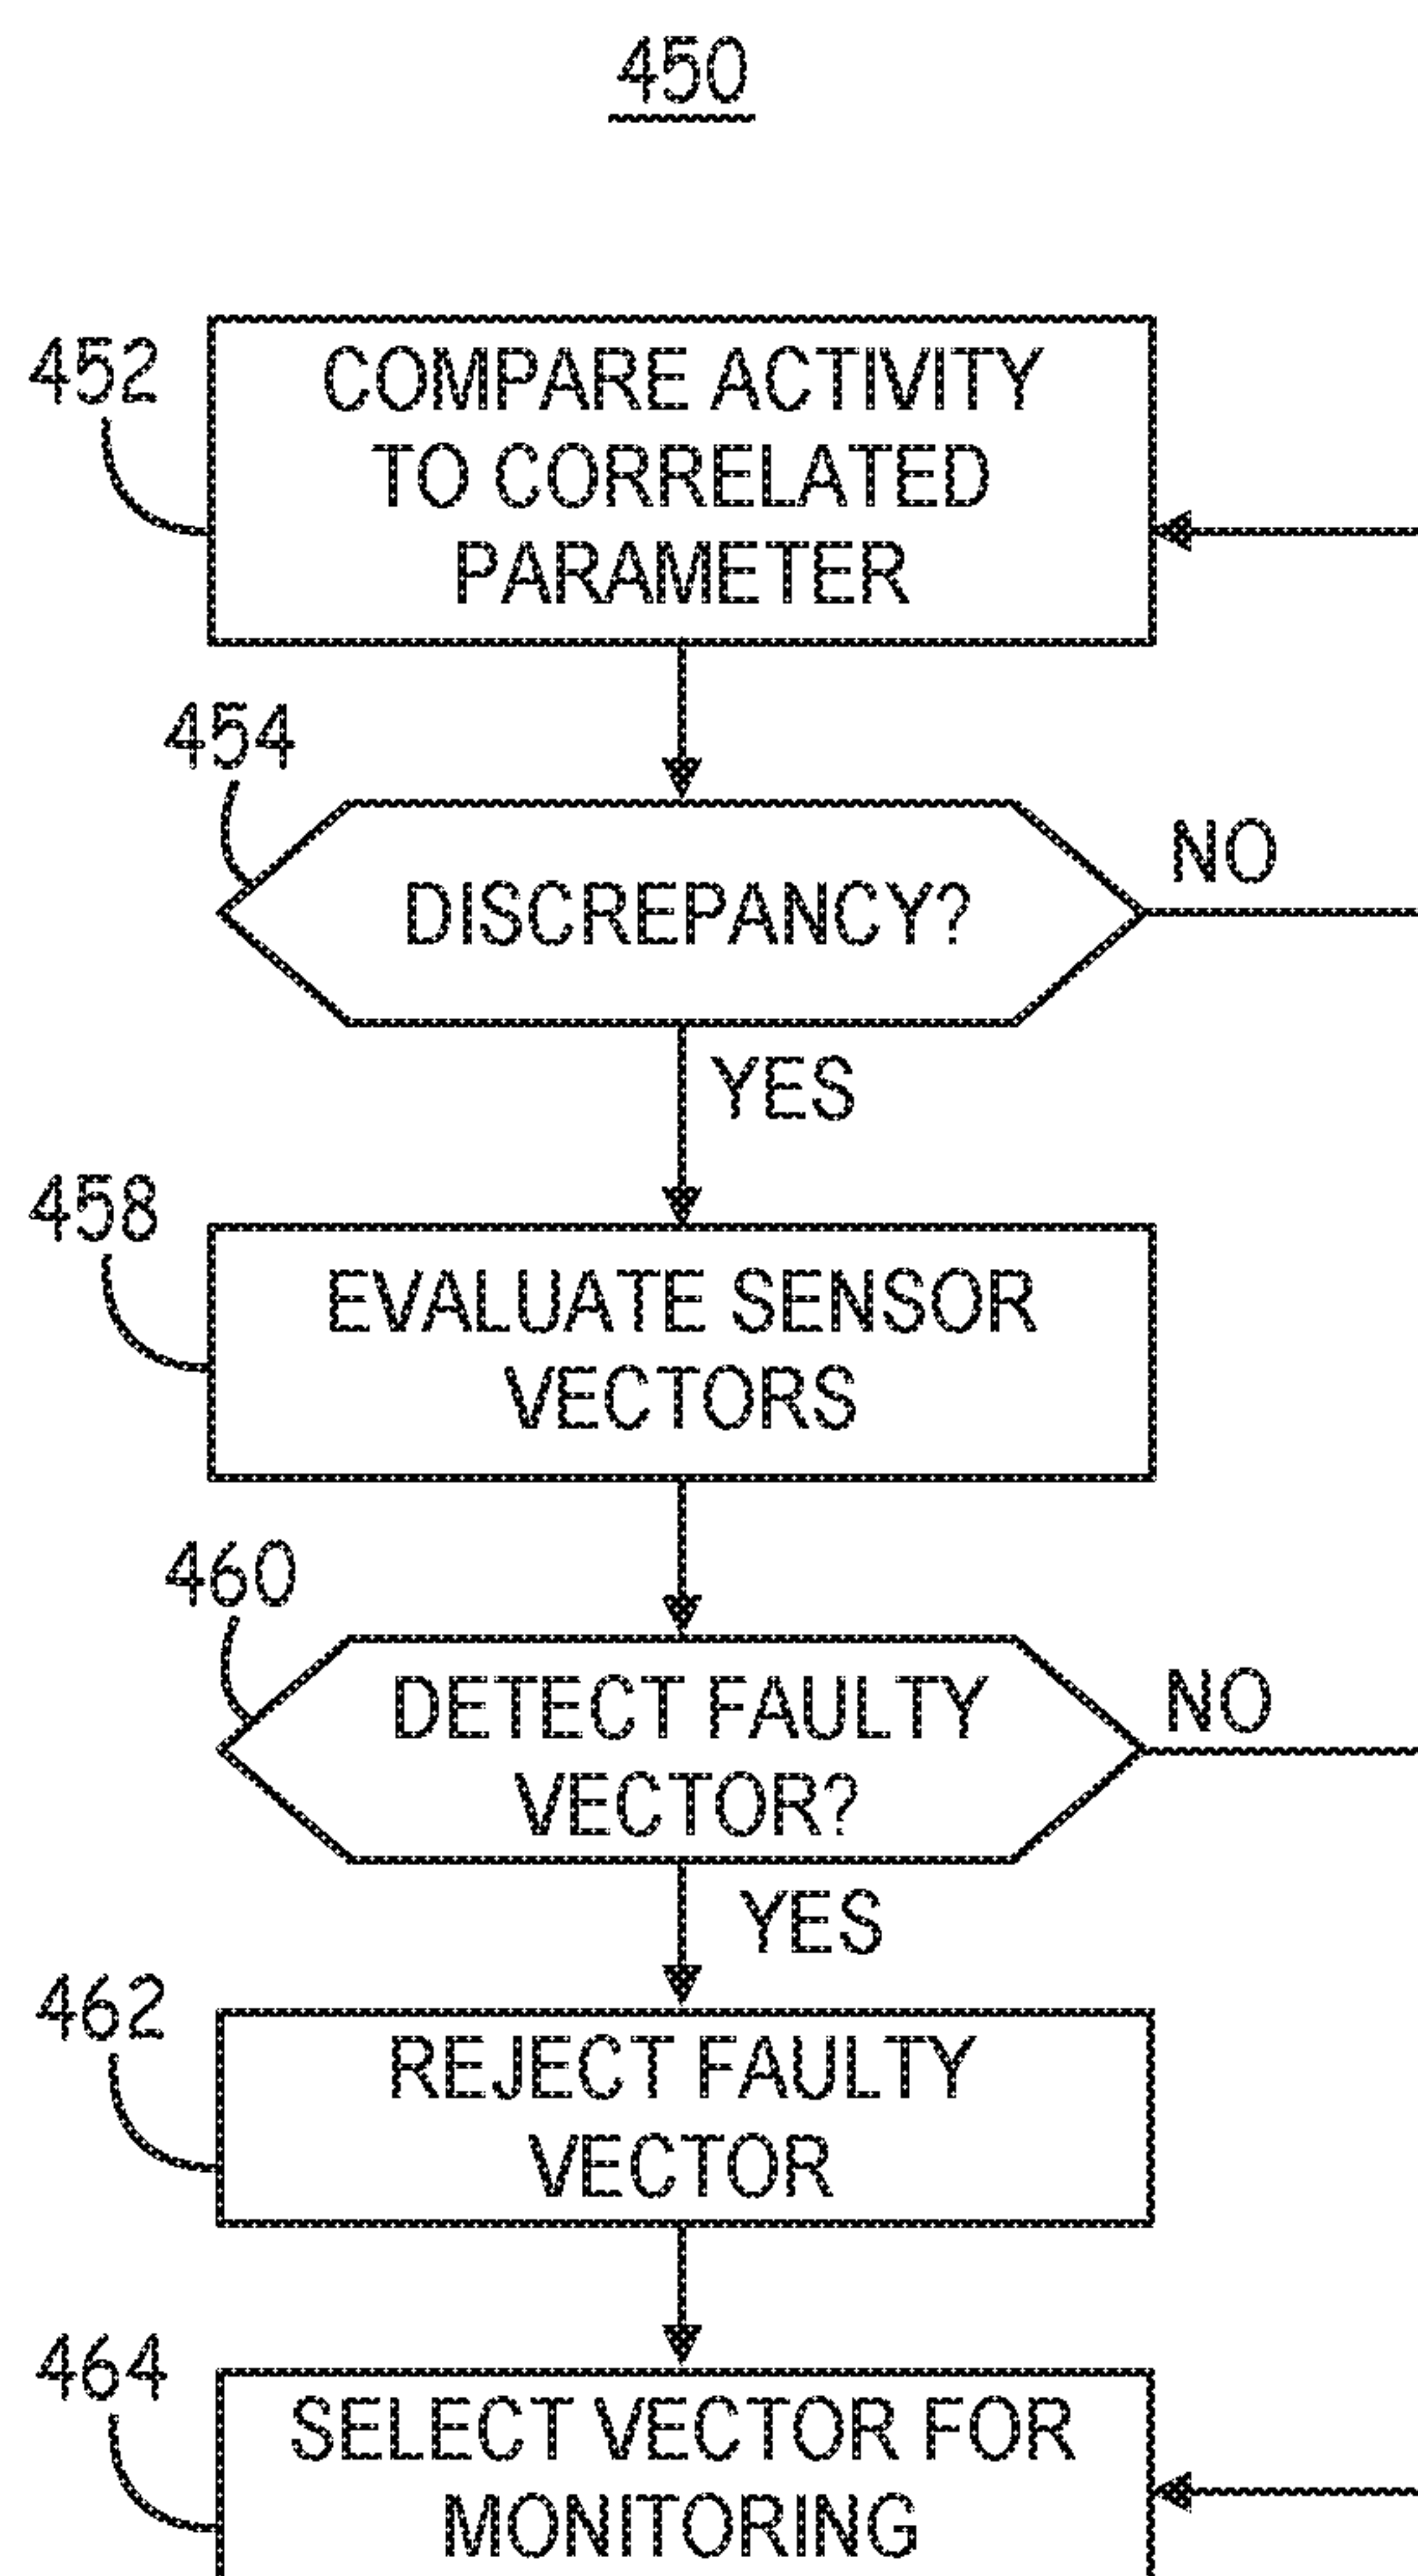 450
452
COMPARE ACTIVITY
TO CORRELATED
PARAMETER
454
DISCREPANCY?
NO
YES
458
EVALUATE SENSOR
VECTORS
460
DETECT FAULTY
VECTOR?
NO
YES
462
REJECT FAULTY
VECTOR
464
SELECT VECTOR FOR
MONITORING